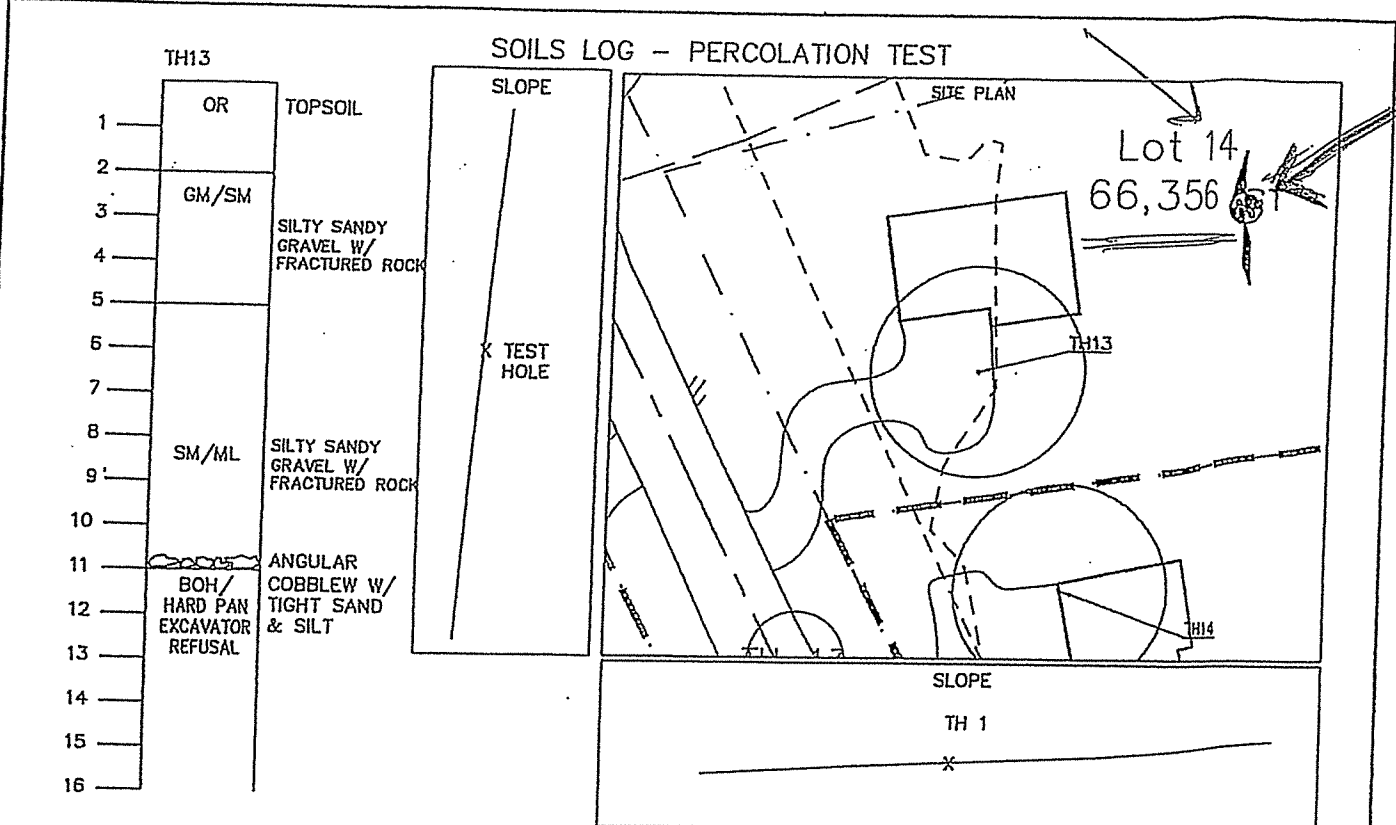 SOILS LOG - PERCOLATION TEST
TH13
OR
TOPSOIL
1
2
GM/SM
3
SILTY SANDY
GRAVEL W/
FRACTURED ROCK
4
5
6
7
8
SM/ML
SILTY SANDY
GRAVEL W/
FRACTURED ROCK
9
10
11
ANGULAR
COBBLEW W/
TIGHT SAND
& SILT
BOH/
HARD PAN
EXCAVATOR
REFUSAL
12
13
14
15
16
SLOPE
X TEST
HOLE
SITE PLAN
Lot 14
66,356
TH13
TH14
SLOPE
TH 1
X